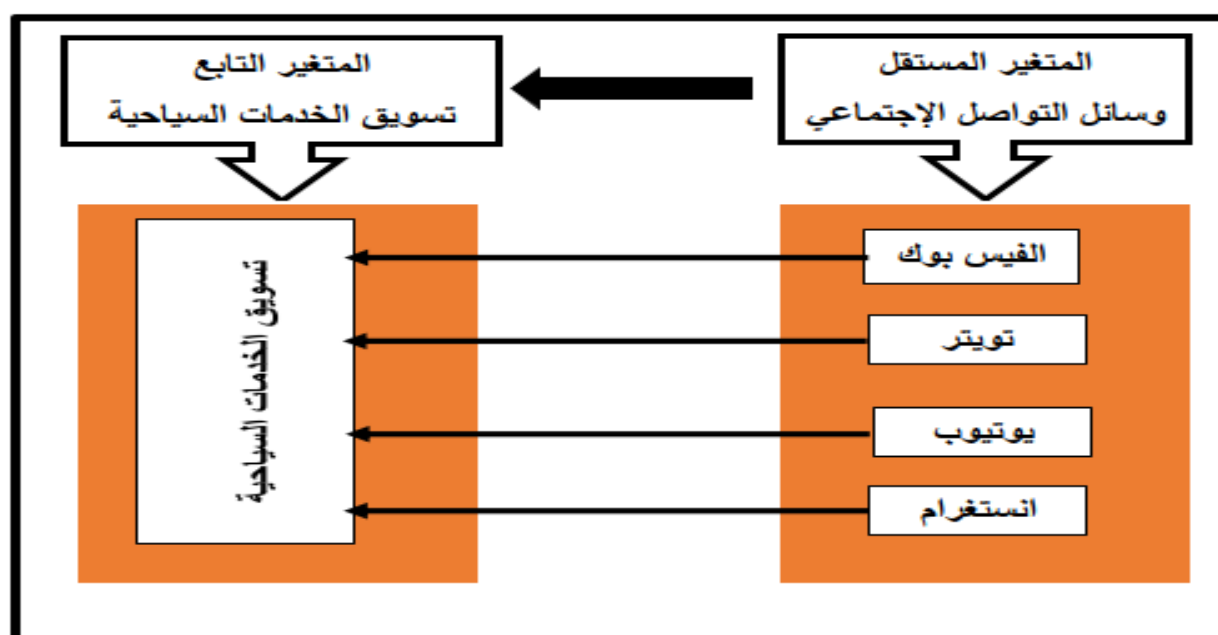 المتغير المستقل
وسائل التواصل الإجتماعي
المتغير التابع
تسويق الخدمات السياحية
الفيس بوك
تويتر
يوتيوب
انستغرام
تسويق الخدمات السياحية